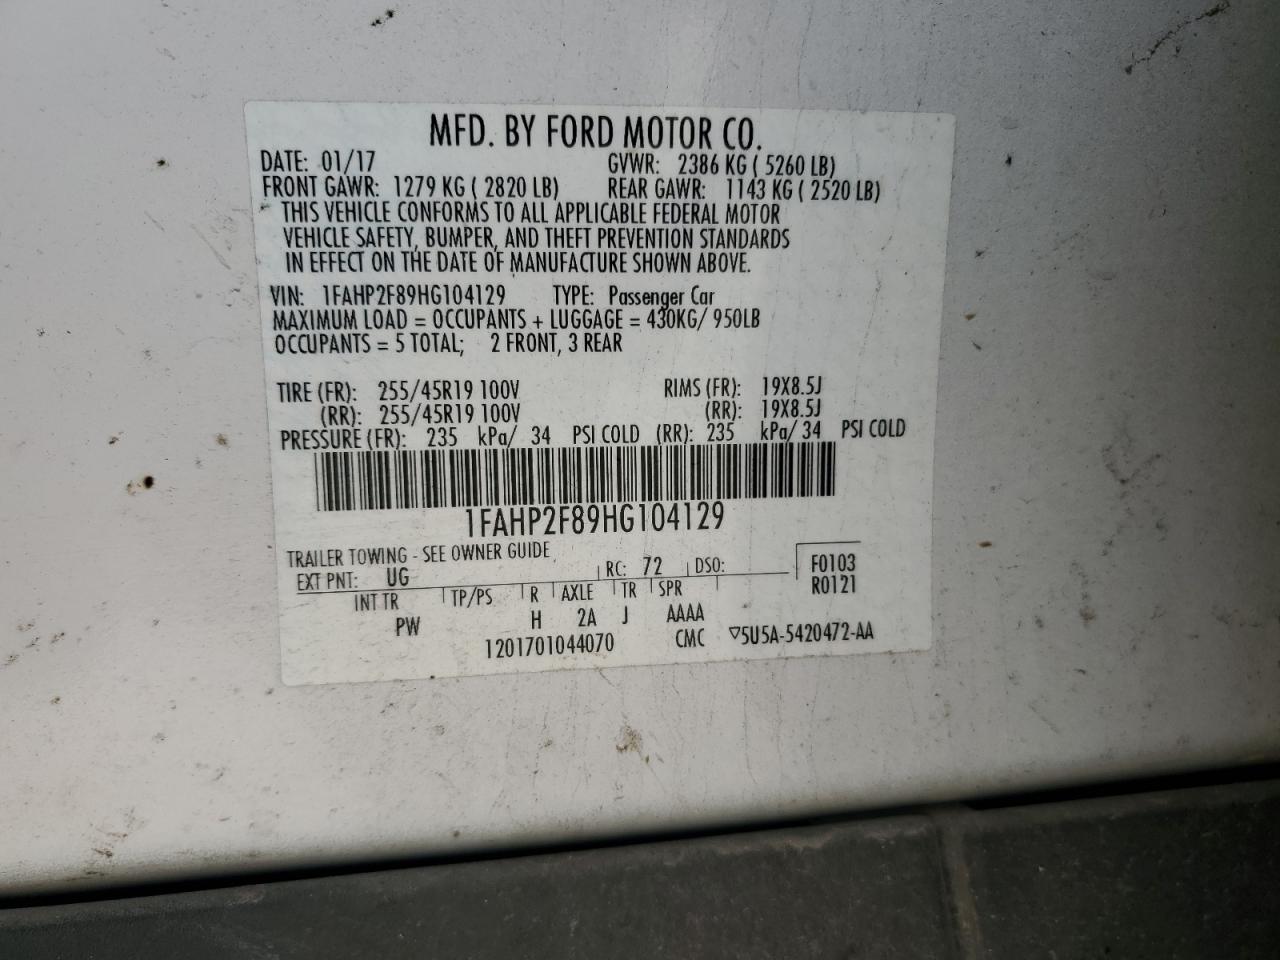 MFD. BY FORD MOTOR CO.
DATE: 01/17 GVWR: 2386 KG ( 5260 LB)
FRONT GAWR: 1279 KG ( 2820 LB) REAR GAWR: 1143 KG ( 2520 LB)
THIS VEHICLE CONFORMS TO ALL APPLICABLE FEDERAL MOTOR
VEHICLE SAFETY, BUMPER, AND THEFT PREVENTION STANDARDS
IN EFFECT ON THE DATE OF MANUFACTURE SHOWN ABOVE.
VIN: 1FAHP2F89HG104129 TYPE: Passenger Car
MAXIMUM LOAD = OCCUPANTS + LUGGAGE = 430KG/ 950LB
OCCUPANTS = 5 TOTAL; 2 FRONT, 3 REAR
TIRE (FR): 255/45R19 100V RIMS (FR): 19X8.5J
(RR): 255/45R19 100V (RR): 19X8.5J
PRESSURE (FR): 235 kPa/ 34 PSI COLD (RR): 235 kPa/ 34 PSI COLD
1FAHP2F89HG104129
TRAILER TOWING - SEE OWNER GUIDE
EXT PNT: UG RC: 72 DSO: F0103
INT TR TP/PS R AXLE TR SPR R0121
PW H 2A J AAAA
1201701044070 CMC ▽5U5A-5420472-AA